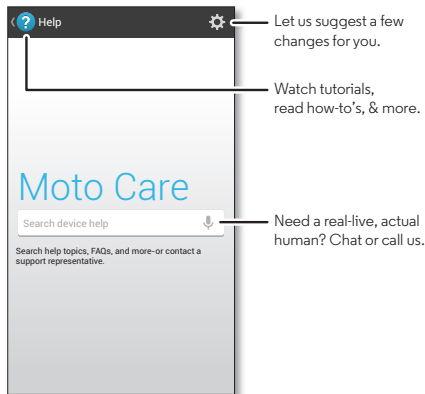 Help
Let us suggest a few
changes for you.
Watch tutorials,
read how-to's, & more.
Moto Care
Search device help
Need a real-live, actual
human? Chat or call us.
Search help topics, FAQs, and more-or contact a
support representative.